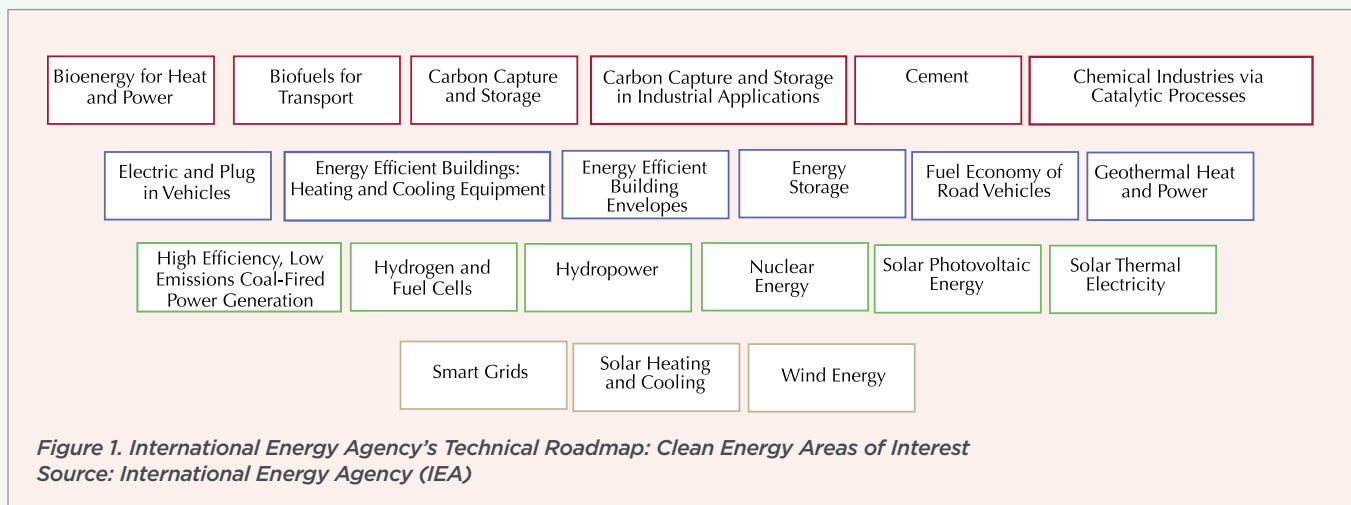 Bioenergy for Heat
and Power
Biofuels for
Transport
Carbon Capture
and Storage
Carbon Capture and Storage
in Industrial Applications
Cement
Chemical Industries via
Catalytic Processes
Electric and Plug
in Vehicles
Energy Efficient Buildings:
Heating and Cooling Equipment
Energy Efficient
Building
Envelopes
Energy
Storage
Fuel Economy of
Road Vehicles
Geothermal Heat
and Power
High Efficiency, Low
Emissions Coal-Fired
Power Generation
Hydrogen and
Fuel Cells
Hydropower
Nuclear
Energy
Solar Photovoltaic
Energy
Solar Thermal
Electricity
Smart Grids
Solar Heating
and Cooling
Wind Energy
Figure 1. International Energy Agency’s Technical Roadmap: Clean Energy Areas of Interest
Source: International Energy Agency (IEA)